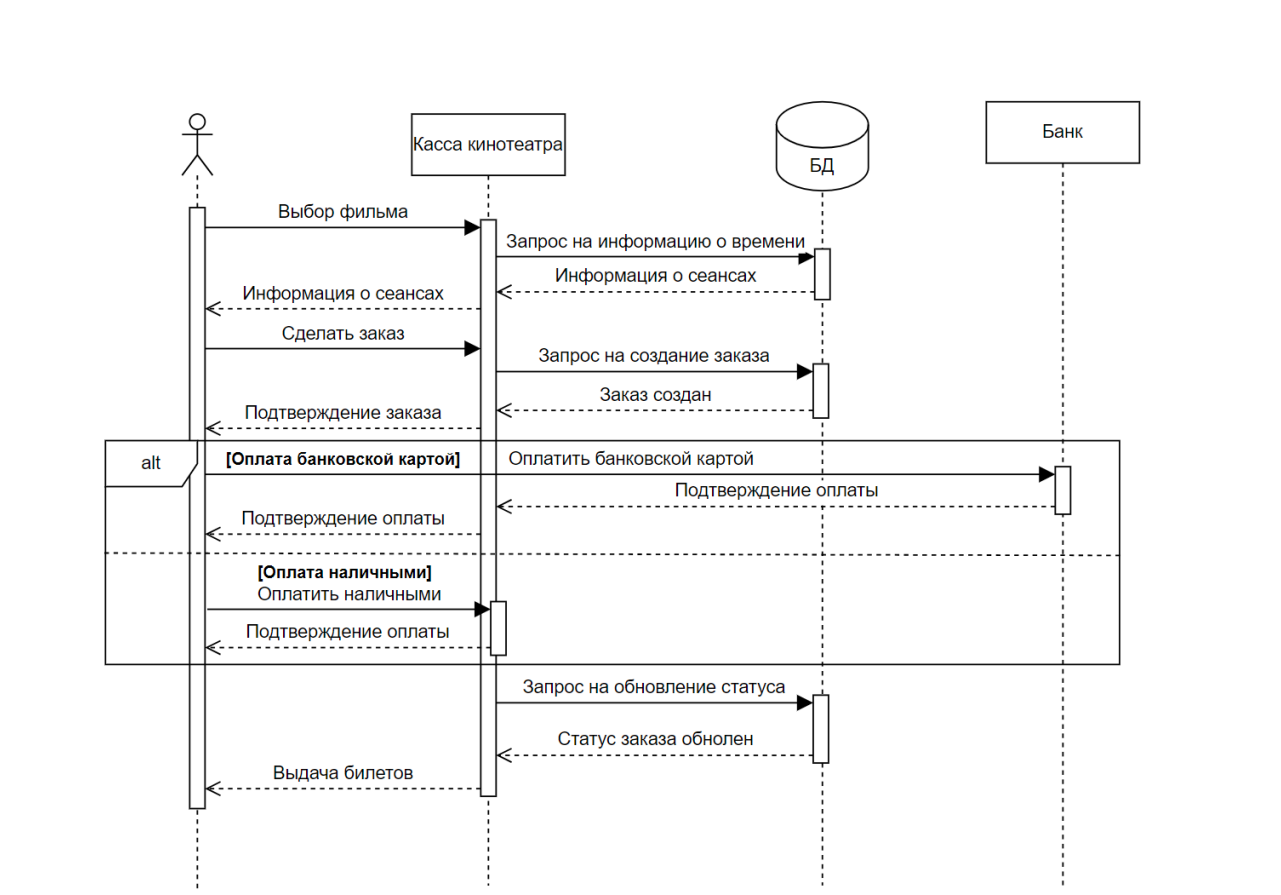 Касса кинотеатра
БД
Банк
Выбор фильма
Запрос на информацию о времени
Информация о сеансах
Информация о сеансах
Сделать заказ
Запрос на создание заказа
Заказ создан
Подтверждение заказа
alt
[Оплата банковской картой]
Оплатить банковской картой
Подтверждение оплаты
Подтверждение оплаты
[Оплата наличными]
Оплатить наличными
Подтверждение оплаты
Запрос на обновление статуса
Статус заказа обнолен
Выдача билетов